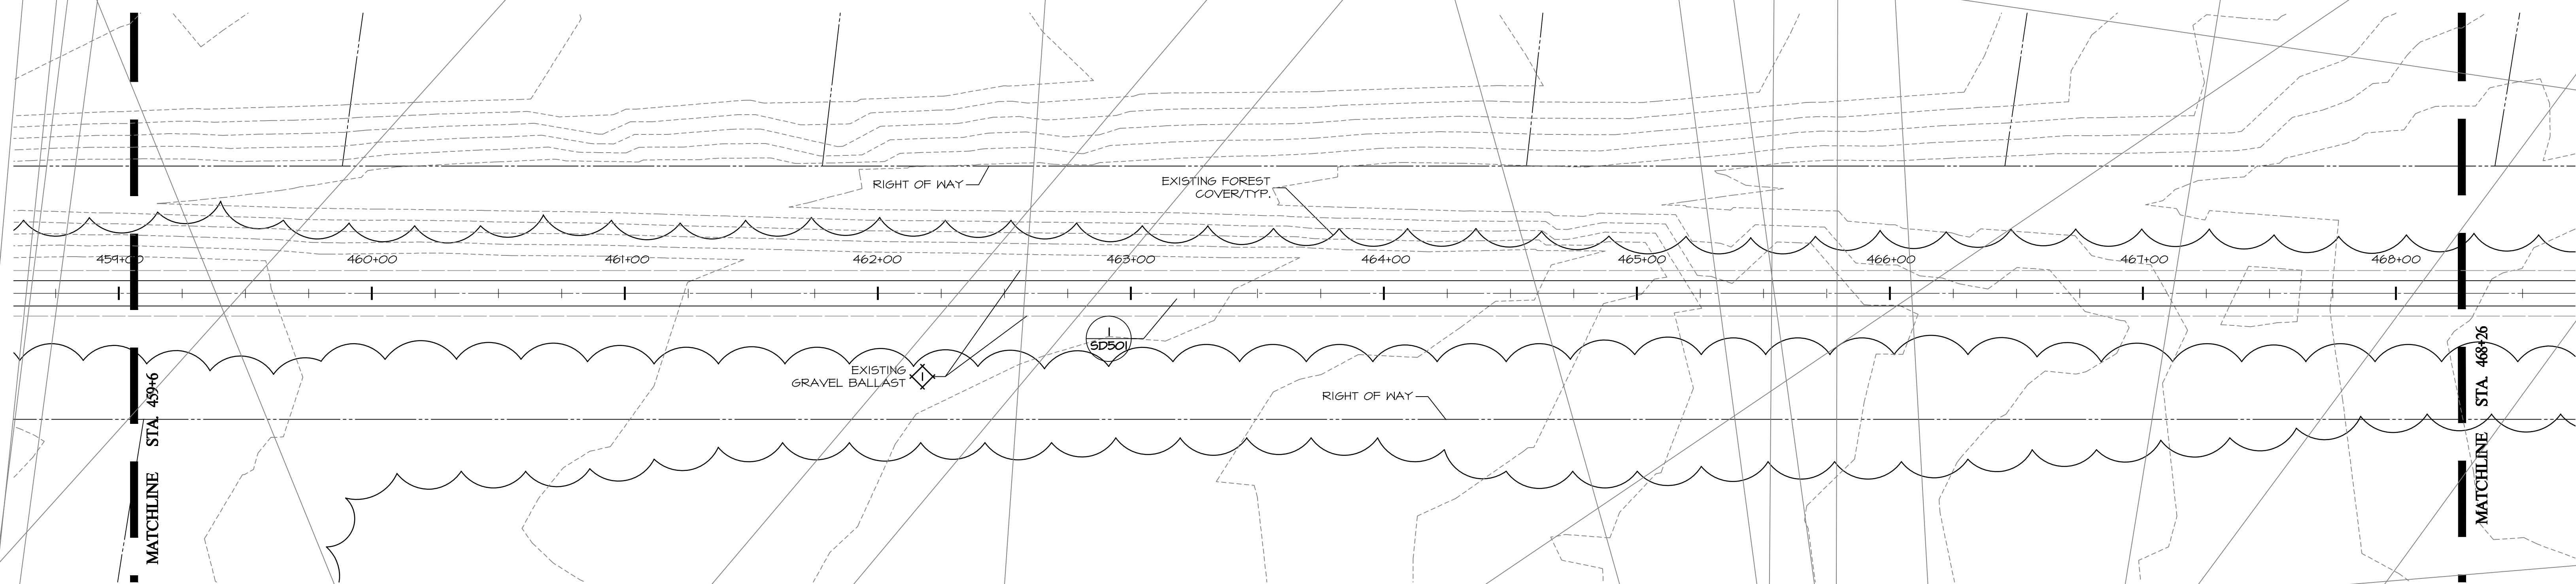 RIGHT OF WAY
EXISTING FOREST
COVER/TYP.
459+00
460+00
461+00
462+00
463+00
464+00
465+00
466+00
467+00
468+00
1
SD501
EXISTING
GRAVEL BALLAST
1
RIGHT OF WAY
MATCHLINE STA. 459+6
MATCHLINE STA. 468+26